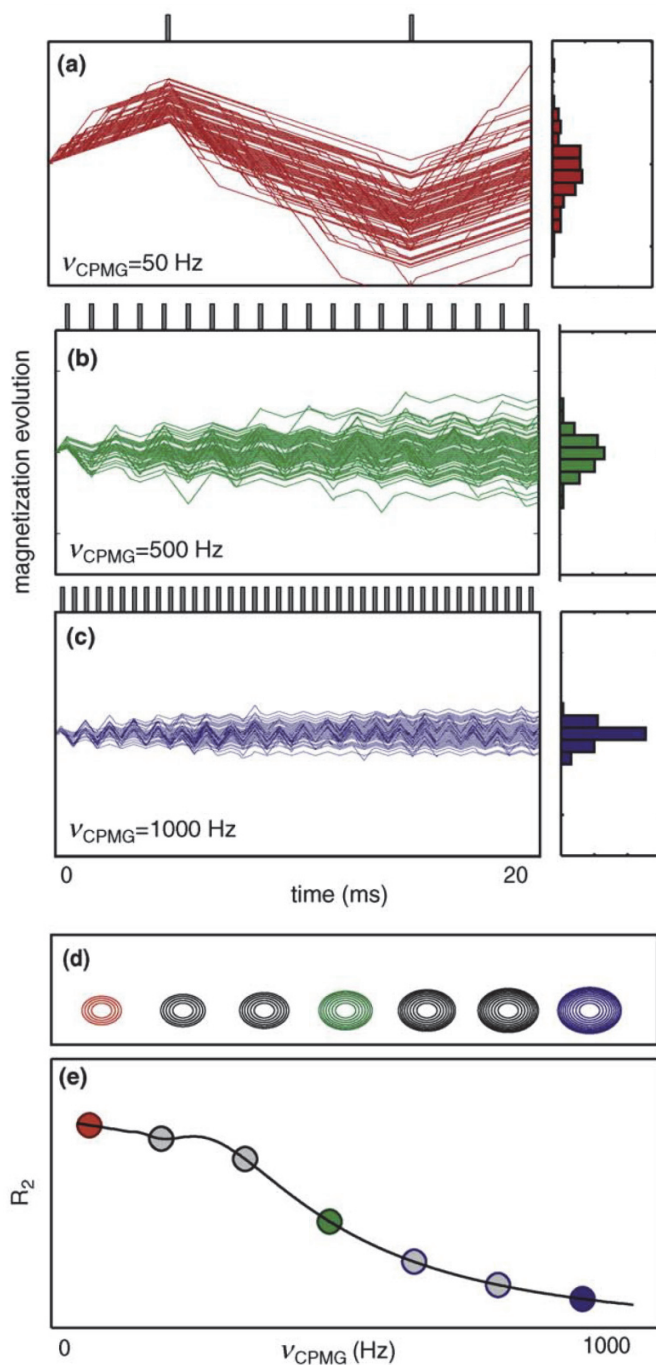 (a)
νCPMG=50 Hz
(b)
νCPMG=500 Hz
magnetization evolution
(c)
νCPMG=1000 Hz
0 20
time (ms)
(d)
(e)
R2
0 1000
νCPMG (Hz)